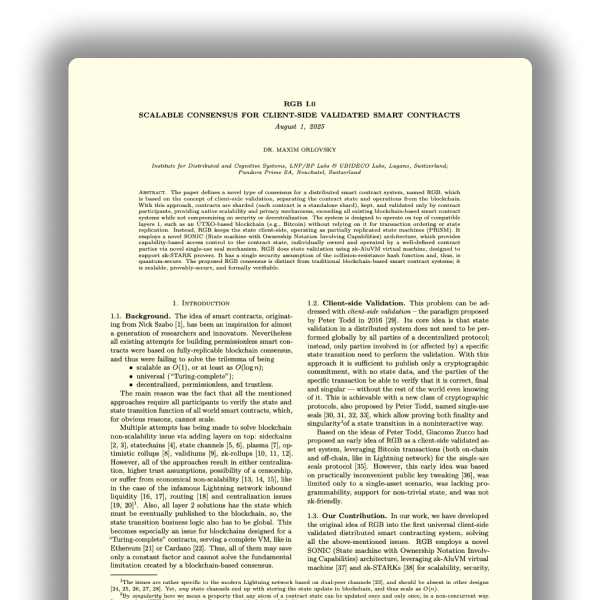 RGB I.0
SCALABLE CONSENSUS FOR CLIENT-SIDE VALIDATED SMART CONTRACTS
August 1, 2025
DR. MAXIM ORLOVSKY
Institute for Distributed and Cognitive Systems, LNP/BP Labs & UBIDECO Labs, Lugano, Switzerland;
Pandora Prime SA, Neuchatel, Switzerland
ABSTRACT. The paper defines a novel type of consensus for a distributed smart contract system, named RGB, which
is based on the concept of client-side validation, separating the contract state and operations from the blockchain.
With this approach, contracts are sharded (each contract is a standalone shard), kept, and validated only by contract
participants, providing native scalability and privacy mechanisms, exceeding all existing blockchain-based smart contract
systems while not compromising on security or decentralization. The system is designed to operate on top of compatible
layers 1, such as an UTXO-based blockchain (e.g., Bitcoin) without relying on it for transaction ordering or state
replication. Instead, RGB keeps the state client-side, operating as partially replicated state machines (PRiSM). It
employs a novel SONIC (State machine with Ownership Notation Involving Capabilities) architecture, which provides
capability-based access control to the contract state, individually owned and operated by a well-defined contract
parties via novel single-use seal mechanism. RGB does state validation using zk-AluVM virtual machine, designed to
support zk-STARK provers. It has a single security assumption of the collision-resistance hash function and, thus, is
quantum-secure. The proposed RGB consensus is distinct from traditional blockchain-based smart contract systems; it
is scalable, provably-secure, and formally verifiable.
1. INTRODUCTION
1.1. Background. The idea of smart contracts, originat-
ing from Nick Szabo [1], has been an inspiration for almost
a generation of researchers and innovators. Nevertheless
all existing attempts for building permissionless smart con-
tracts were based on fully-replicable blockchain consensus,
and thus were failing to solve the trilemma of being
• scalable as O(1), or at least as O(log n);
• universal (“Turing-complete”);
• decentralized, permissionless, and trustless.
The main reason was the fact that all the mentioned
approaches require all participants to verify the state and
state transition function of all world smart contracts, which,
for obvious reasons, cannot scale.
Multiple attempts has being made to solve blockchain
non-scalability issue via adding layers on top: sidechains
[2, 3], statechains [4], state channels [5, 6], plasma [7], op-
timistic rollups [8], validiums [9], zk-rollups [10, 11, 12].
However, all of the approaches result in either centraliza-
tion, higher trust assumptions, possibility of a censorship,
or suffer from economical non-scalability [13, 14, 15], like
in the case of the infamous Lightning network inbound
liquidity [16, 17], routing [18] and centralization issues
[19, 20]1. Also, all layer 2 solutions has the state which
must be eventually published to the blockchain, so, the
state transition business logic also has to be global. This
becomes especially an issue for blockchains designed for a
“Turing-complete” contracts, serving a complete VM, like in
Ethereum [21] or Cardano [22]. Thus, all of them may save
only a constant factor and cannot solve the fundamental
limitation created by a blockchain-based consensus.
1.2. Client-side Validation. This problem can be ad-
dressed with client-side validation – the paradigm proposed
by Peter Todd in 2016 [29]. Its core idea is that state
validation in a distributed system does not need to be per-
formed globally by all parties of a decentralized protocol;
instead, only parties involved in (or affected by) a specific
state transition need to perform the validation. With this
approach it is sufficient to publish only a cryptographic
commitment, with no state data, and the parties of the
specific transaction be able to verify that it is correct, final
and singular — without the rest of the world even knowing
of it. This is achievable with a new class of cryptographic
protocols, also proposed by Peter Todd, named single-use
seals [30, 31, 32, 33], which allow proving both finality and
singularity2 of a state transition in a noninteractive way.
Based on the ideas of Peter Todd, Giacomo Zucco had
proposed an early idea of RGB as a client-side validated as-
set system, leveraging Bitcoin transactions (both on-chain
and off-chain, like in Lightning network) for the single-use
seals protocol [35]. However, this early idea was based
on practically inconvenient public key tweaking [36], was
limited only to a single-asset scenario, was lacking pro-
grammability, support for non-trivial state, and was not
zk-friendly.
1.3. Our Contribution. In our work, we have developed
the original idea of RGB into the first universal client-side
validated distributed smart contracting system, solving
all the above-mentioned issues. RGB employs a novel
SONIC (State machine with Ownership Notation Involv-
ing Capabilities) architecture, leveraging zk-AluVM virtual
machine [37] and zk-STARKs [38] for scalability, security,
1The issues are rather specific to the modern Lightning network based on dual-peer channels [23], and should be absent in other designs
[24, 25, 26, 27, 28]. Yet, any state channels end up with storing the state update in blockchain, and thus scale as O(n).
2By singularity here we mean a property that any atom of a contract state can be updated once and only once, in a non-concurrent way.